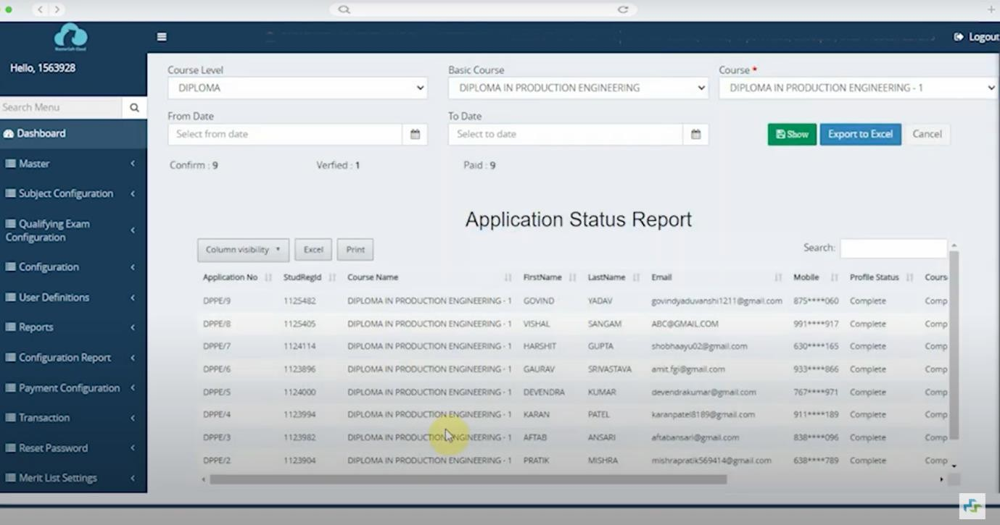 MasterSoft Cloud
Logout
Hello, 1563928
Search Menu
Dashboard
Master
Subject Configuration
Qualifying Exam
Configuration
Configuration
User Definitions
Reports
Configuration Report
Payment Configuration
Transaction
Reset Password
Merit List Settings
Course Level Basic Course Course *
DIPLOMA DIPLOMA IN PRODUCTION ENGINEERING DIPLOMA IN PRODUCTION ENGINEERING - 1
From Date To Date
Select from date Select to date Show Export to Excel Cancel
Confirm : 9 Verfied : 1 Paid : 9
Application Status Report
Column visibility Excel Print Search:
Application No StudRegId Course Name FirstName LastName Email Mobile Profile Status Cours
DPPE/9 1125482 DIPLOMA IN PRODUCTION ENGINEERING - 1 GOVIND YADAV govindyaduvanshi1211@gmail.com 875****060 Complete Comp
DPPE/8 1125405 DIPLOMA IN PRODUCTION ENGINEERING - 1 VISHAL SANGAM ABC@GMAIL.COM 991****917 Complete Comp
DPPE/7 1124114 DIPLOMA IN PRODUCTION ENGINEERING - 1 HARSHIT GUPTA shobhaayu02@gmail.com 630****165 Complete Comp
DPPE/6 1123896 DIPLOMA IN PRODUCTION ENGINEERING - 1 GAURAV SRIVASTAVA amit.fgi@gmail.com 933****866 Complete Comp
DPPE/5 1124000 DIPLOMA IN PRODUCTION ENGINEERING - 1 DEVENDRA KUMAR devendrakumar@gmail.com 767****971 Complete Comp
DPPE/4 1123994 DIPLOMA IN PRODUCTION ENGINEERING - 1 KARAN PATEL karanpatel8189@gmail.com 911****189 Complete Comp
DPPE/3 1123982 DIPLOMA IN PRODUCTION ENGINEERING - 1 AFTAB ANSARI aftabansari@gmail.com 838****096 Complete Comp
DPPE/2 1123904 DIPLOMA IN PRODUCTION ENGINEERING - 1 PRATIK MISHRA mishrapratik569414@gmail.com 638****789 Complete Comp